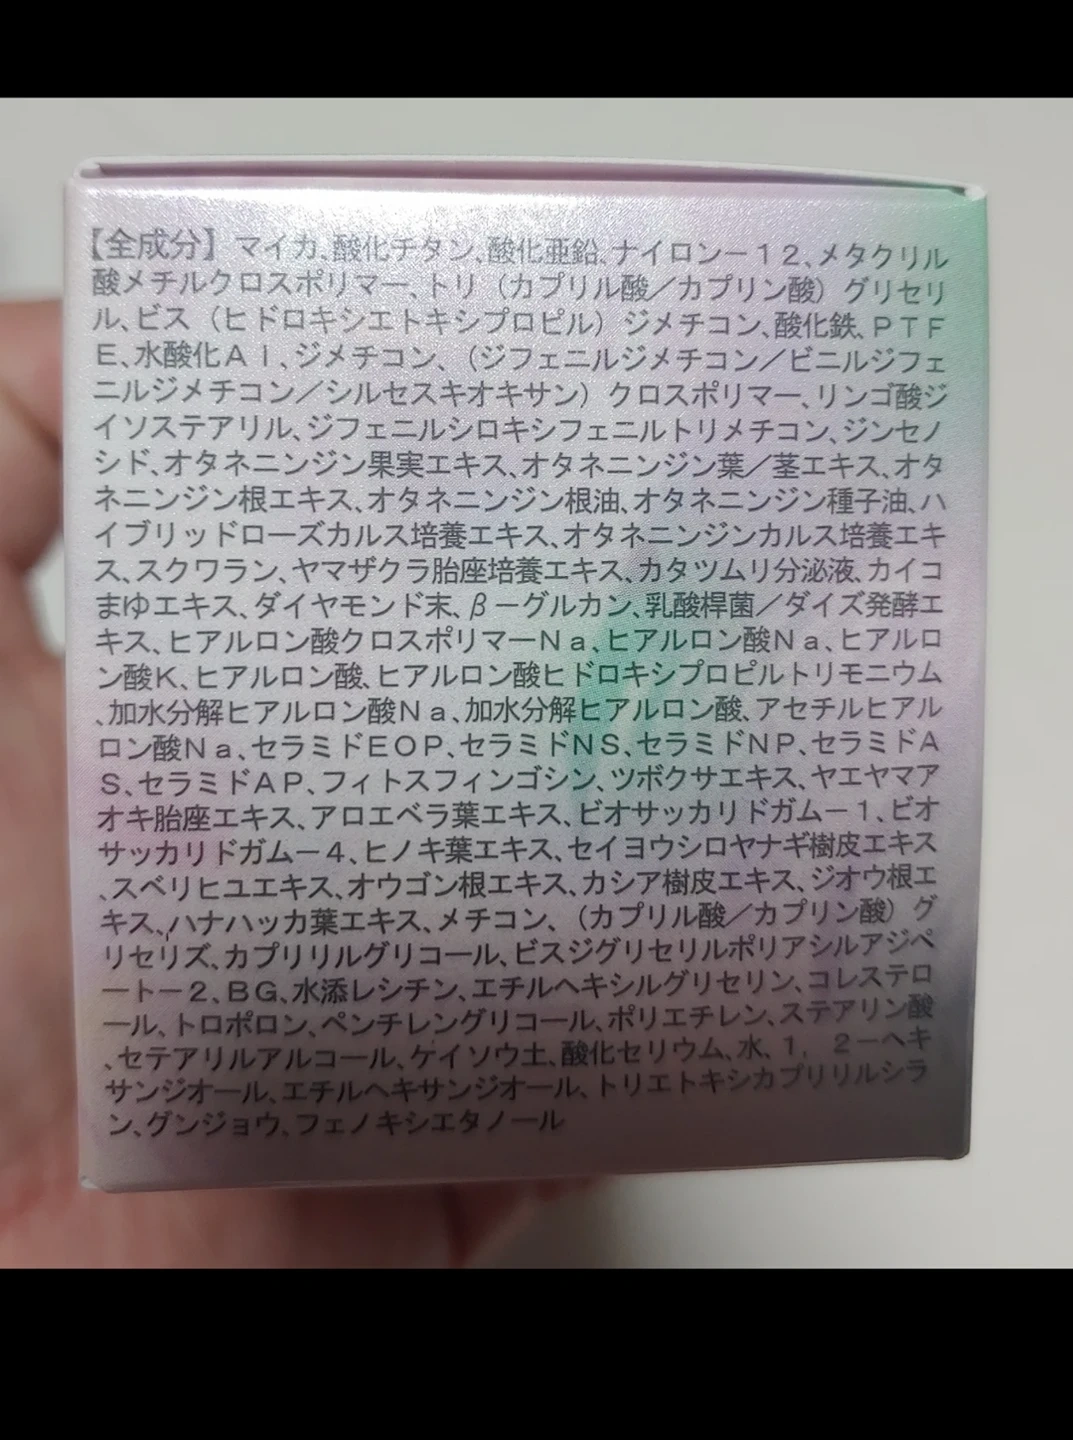 【全成分】マイカ、酸化チタン、酸化亜鉛、ナイロンー１２、メタクリル
酸メチルクロスポリマー、トリ（カプリル酸／カプリン酸）グリセリ
ル、ビス（ヒドロキシエトキシプロピル）ジメチコン、酸化鉄、ＰＴＦ
Ｅ、水酸化Ａｌ、ジメチコン、（ジフェニルジメチコン／ビニルジフェ
ニルジメチコン／シルセスキオキサン）クロスポリマー、リンゴ酸ジ
イソステアリル、ジフェニルシロキシフェニルトリメチコン、ジンセノ
シド、オタネニンジン果実エキス、オタネニンジン葉／茎エキス、オタ
ネニンジン根エキス、オタネニンジン根油、オタネニンジン種子油、ハ
イブリッドローズカルス培養エキス、オタネニンジンカルス培養エキ
ス、スクワラン、ヤマザクラ胎座培養エキス、カタツムリ分泌液、カイコ
まゆエキス、ダイヤモンド末、βーグルカン、乳酸桿菌／ダイズ発酵エ
キス、ヒアルロン酸クロスポリマーＮａ、ヒアルロン酸Ｎａ、ヒアルロ
ン酸Ｋ、ヒアルロン酸、ヒアルロン酸ヒドロキシプロピルトリモニウム
、加水分解ヒアルロン酸Ｎａ、加水分解ヒアルロン酸、アセチルヒアル
ロン酸Ｎａ、セラミドＥＯＰ、セラミドＮＳ、セラミドＮＰ、セラミドＡ
Ｓ、セラミドＡＰ、フィトスフィンゴシン、ツボクサエキス、ヤエヤマア
オキ胎座エキス、アロエベラ葉エキス、ビオサッカリドガムー１、ビオ
サッカリドガムー４、ヒノキ葉エキス、セイヨウシロヤナギ樹皮エキス
、スベリヒユエキス、オウゴン根エキス、カシア樹皮エキス、ジオウ根エ
キス、ハナハッカ葉エキス、メチコン、（カプリル酸／カプリン酸）グ
リセリズ、カプリリルグリコール、ビスジグリセリルポリアシルアジペ
ートー２、ＢＧ、水添レシチン、エチルヘキシルグリセリン、コレステロ
ール、トロポロン、ペンチレングリコール、ポリエチレン、ステアリン酸
、セテアリルアルコール、ケイソウ土、酸化セリウム、水、１，２ーヘキ
サンジオール、エチルヘキサンジオール、トリエトキシカプリリルシラ
ン、グンジョウ、フェノキシエタノール